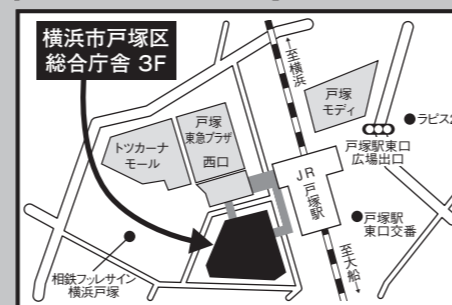 横浜市戸塚区
総合庁舎 3F
←至横浜
戸塚
モディ
●ラピス2
戸塚
東急プラザ
西口
トツカーナ
モール
戸塚駅東口
広場出口
JR
戸塚駅
●戸塚駅
東口交番
至大船→
相鉄フレッサイン
横浜戸塚